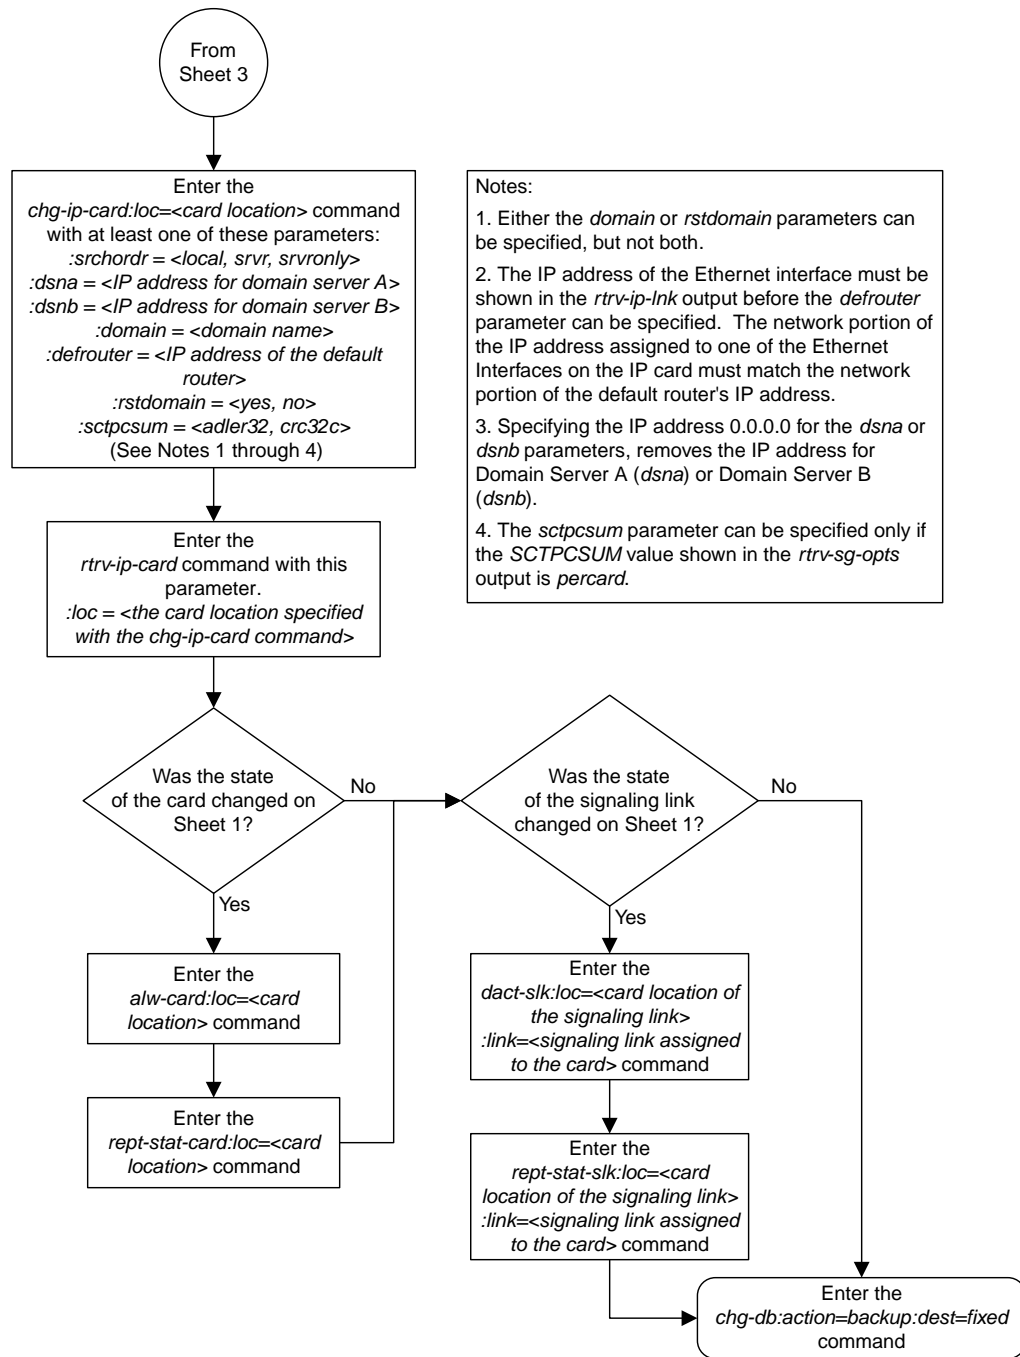 From
Sheet 3
Enter the
chg-ip-card:loc=<card location> command
with at least one of these parameters:
:srchordr = <local, srvr, srvronly>
:dsna = <IP address for domain server A>
:dsnb = <IP address for domain server B>
:domain = <domain name>
:defrouter = <IP address of the default
router>
:rstdomain = <yes, no>
:sctpcsum = <adler32, crc32c>
(See Notes 1 through 4)
Notes:
1. Either the domain or rstdomain parameters can
be specified, but not both.
2. The IP address of the Ethernet interface must be
shown in the rtrv-ip-lnk output before the defrouter
parameter can be specified.  The network portion of
the IP address assigned to one of the Ethernet
Interfaces on the IP card must match the network
portion of the default router's IP address.
3. Specifying the IP address 0.0.0.0 for the dsna or
dsnb parameters, removes the IP address for
Domain Server A (dsna) or Domain Server B
(dsnb).
4. The sctpcsum parameter can be specified only if
the SCTPCSUM value shown in the rtrv-sg-opts
output is percard.
Enter the
rtrv-ip-card command with this
parameter.
:loc = <the card location specified
with the chg-ip-card command>
Was the state
of the card changed on
Sheet 1?
No
Yes
Enter the
alw-card:loc=<card
location> command
Enter the
rept-stat-card:loc=<card
location> command
Was the state
of the signaling link
changed on Sheet 1?
No
Yes
Enter the
dact-slk:loc=<card location of
the signaling link>
:link=<signaling link assigned
to the card> command
Enter the
rept-stat-slk:loc=<card
location of the signaling link>
:link=<signaling link assigned
to the card> command
Enter the
chg-db:action=backup:dest=fixed
command